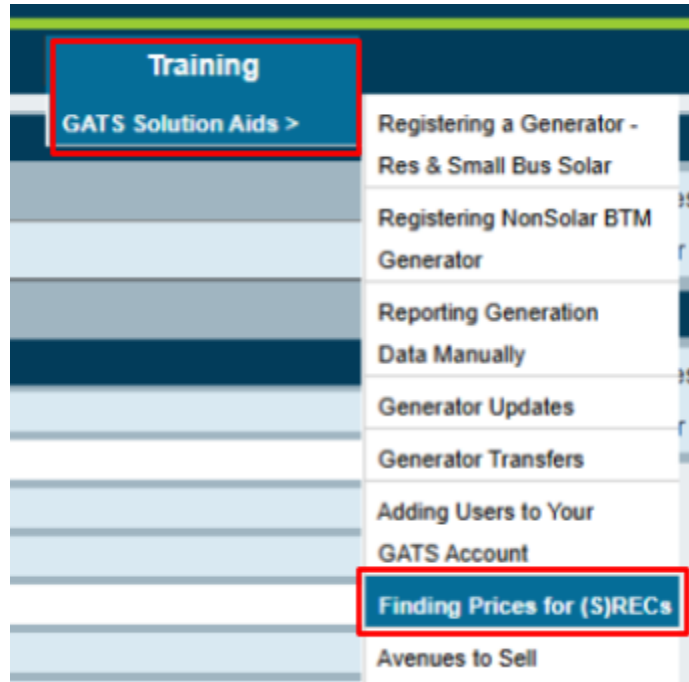 Training
GATS Solution Aids >
Registering a Generator -
Res & Small Bus Solar
Registering NonSolar BTM
Generator
Reporting Generation
Data Manually
Generator Updates
Generator Transfers
Adding Users to Your
GATS Account
Finding Prices for (S)RECs
Avenues to Sell